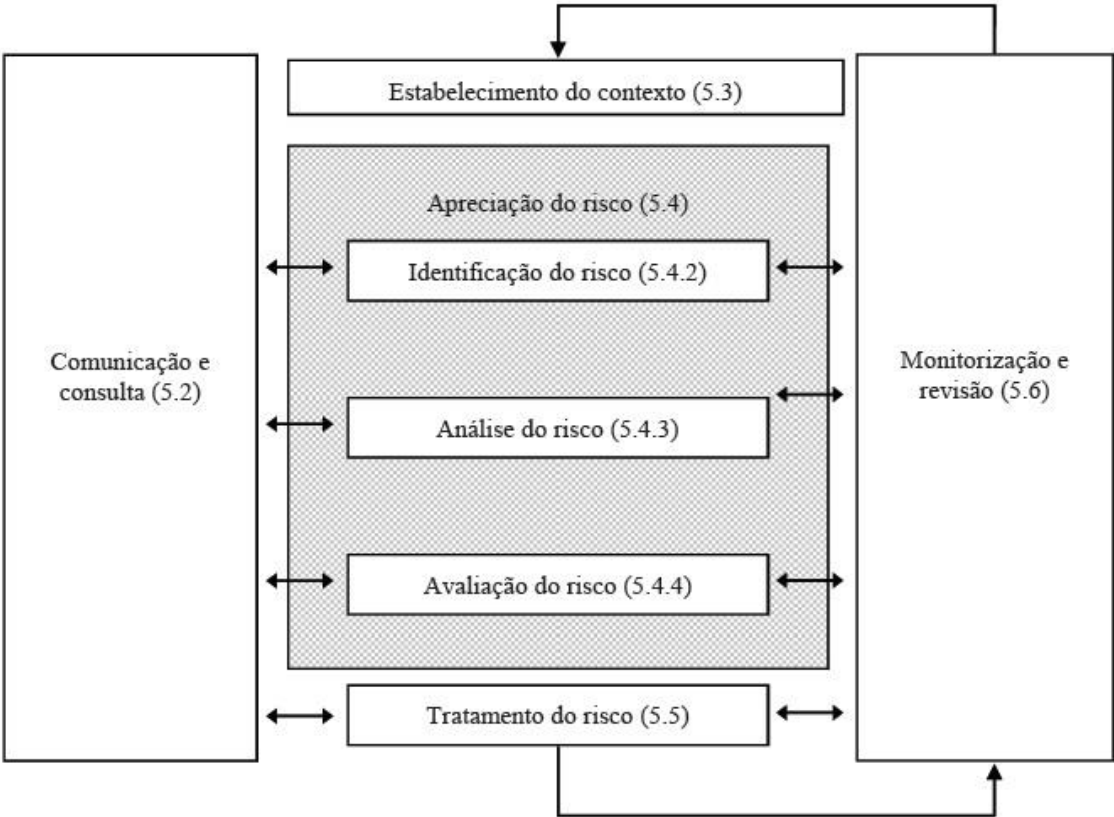 Estabelecimento do contexto (5.3)
Apreciação do risco (5.4)
Identificação do risco (5.4.2)
Comunicação e
consulta (5.2)
Monitorização e
revisão (5.6)
Análise do risco (5.4.3)
Avaliação do risco (5.4.4)
Tratamento do risco (5.5)